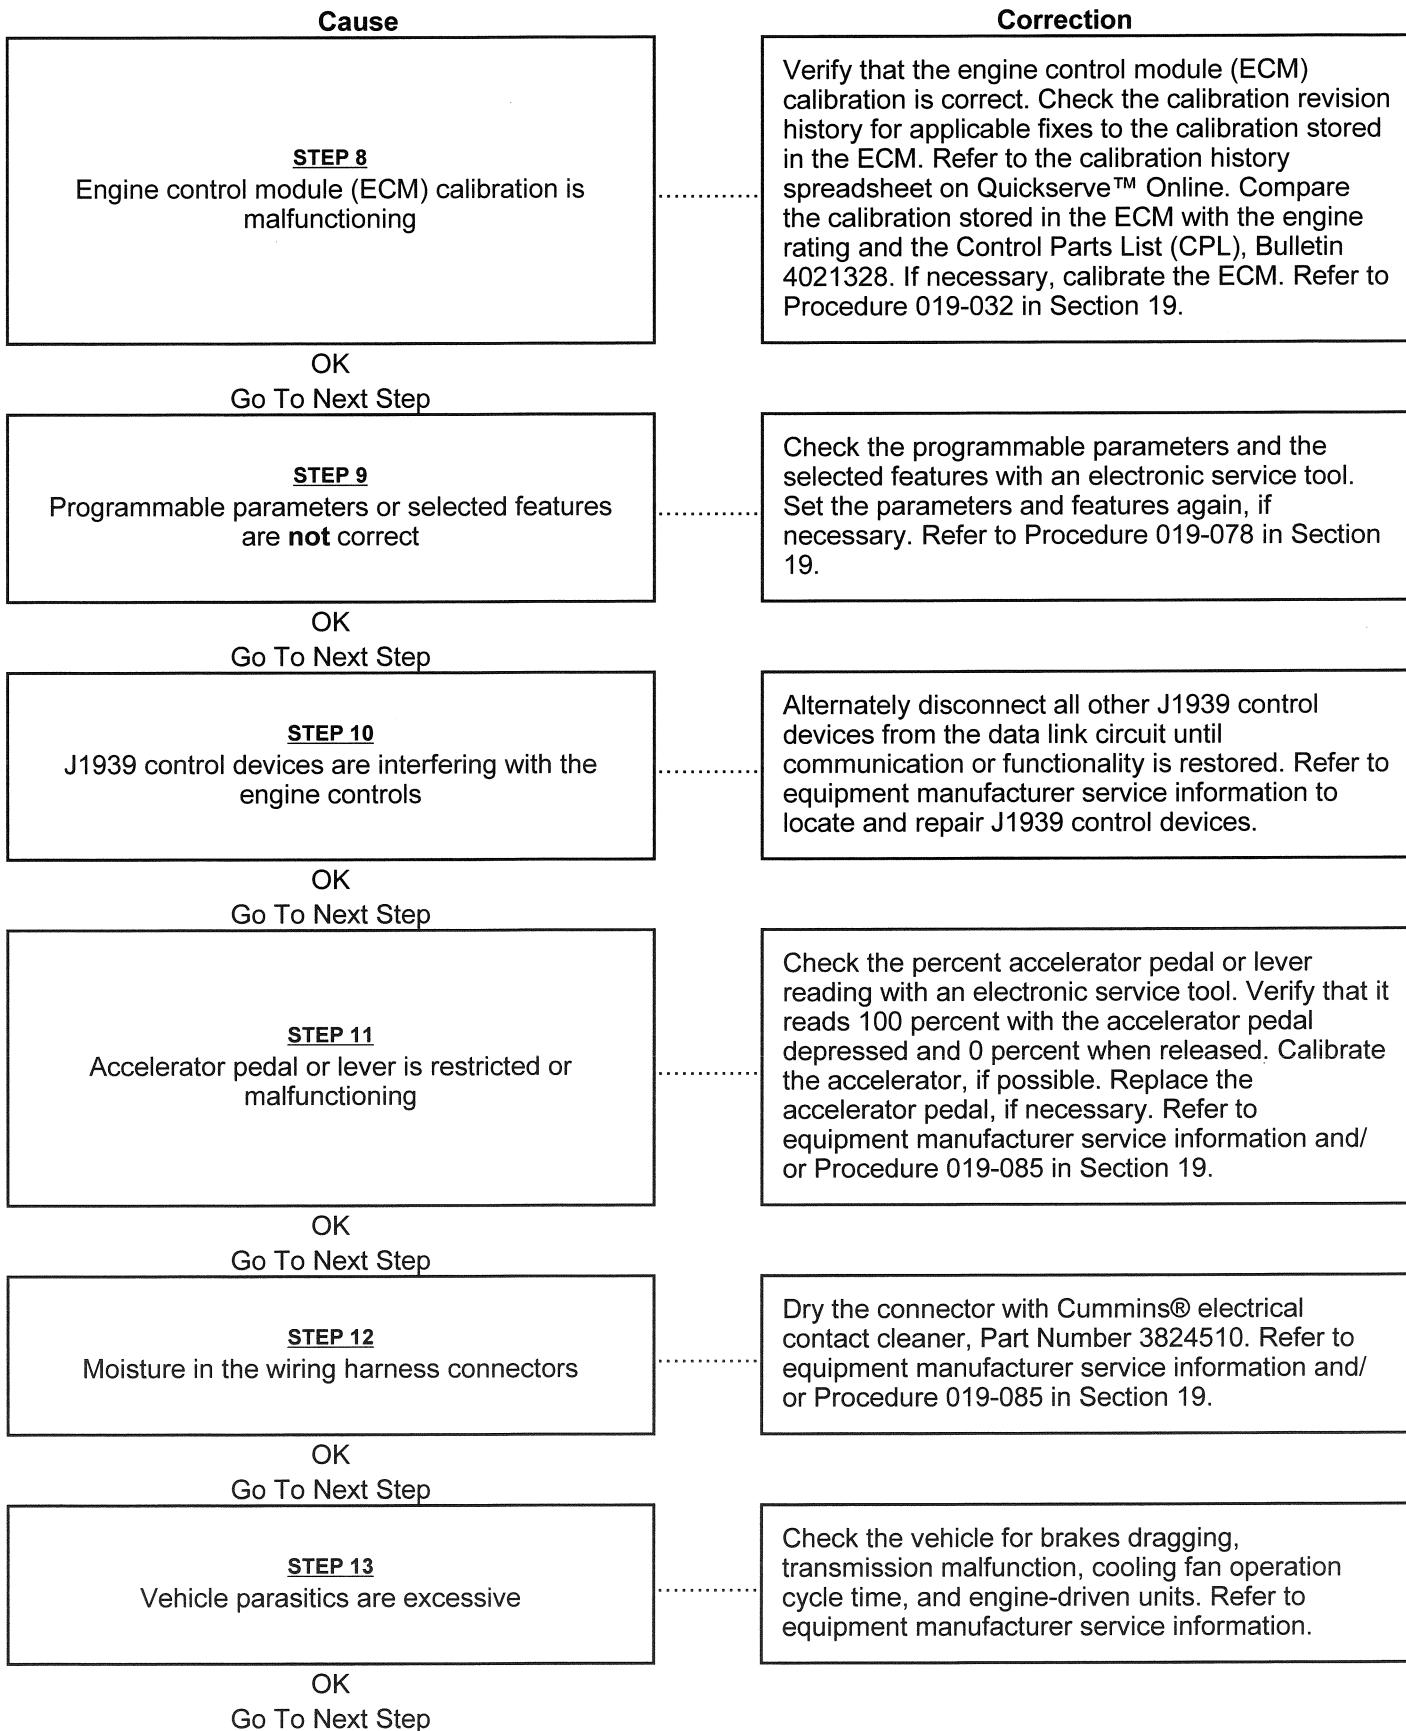 Cause
Correction
STEP 8
Engine control module (ECM) calibration is
malfunctioning
Verify that the engine control module (ECM)
calibration is correct. Check the calibration revision
history for applicable fixes to the calibration stored
in the ECM. Refer to the calibration history
spreadsheet on Quickserve™ Online. Compare
the calibration stored in the ECM with the engine
rating and the Control Parts List (CPL), Bulletin
4021328. If necessary, calibrate the ECM. Refer to
Procedure 019-032 in Section 19.
OK
Go To Next Step
STEP 9
Programmable parameters or selected features
are not correct
Check the programmable parameters and the
selected features with an electronic service tool.
Set the parameters and features again, if
necessary. Refer to Procedure 019-078 in Section
19.
OK
Go To Next Step
STEP 10
J1939 control devices are interfering with the
engine controls
Alternately disconnect all other J1939 control
devices from the data link circuit until
communication or functionality is restored. Refer to
equipment manufacturer service information to
locate and repair J1939 control devices.
OK
Go To Next Step
STEP 11
Accelerator pedal or lever is restricted or
malfunctioning
Check the percent accelerator pedal or lever
reading with an electronic service tool. Verify that it
reads 100 percent with the accelerator pedal
depressed and 0 percent when released. Calibrate
the accelerator, if possible. Replace the
accelerator pedal, if necessary. Refer to
equipment manufacturer service information and/
or Procedure 019-085 in Section 19.
OK
Go To Next Step
STEP 12
Moisture in the wiring harness connectors
Dry the connector with Cummins® electrical
contact cleaner, Part Number 3824510. Refer to
equipment manufacturer service information and/
or Procedure 019-085 in Section 19.
OK
Go To Next Step
STEP 13
Vehicle parasitics are excessive
Check the vehicle for brakes dragging,
transmission malfunction, cooling fan operation
cycle time, and engine-driven units. Refer to
equipment manufacturer service information.
OK
Go To Next Step